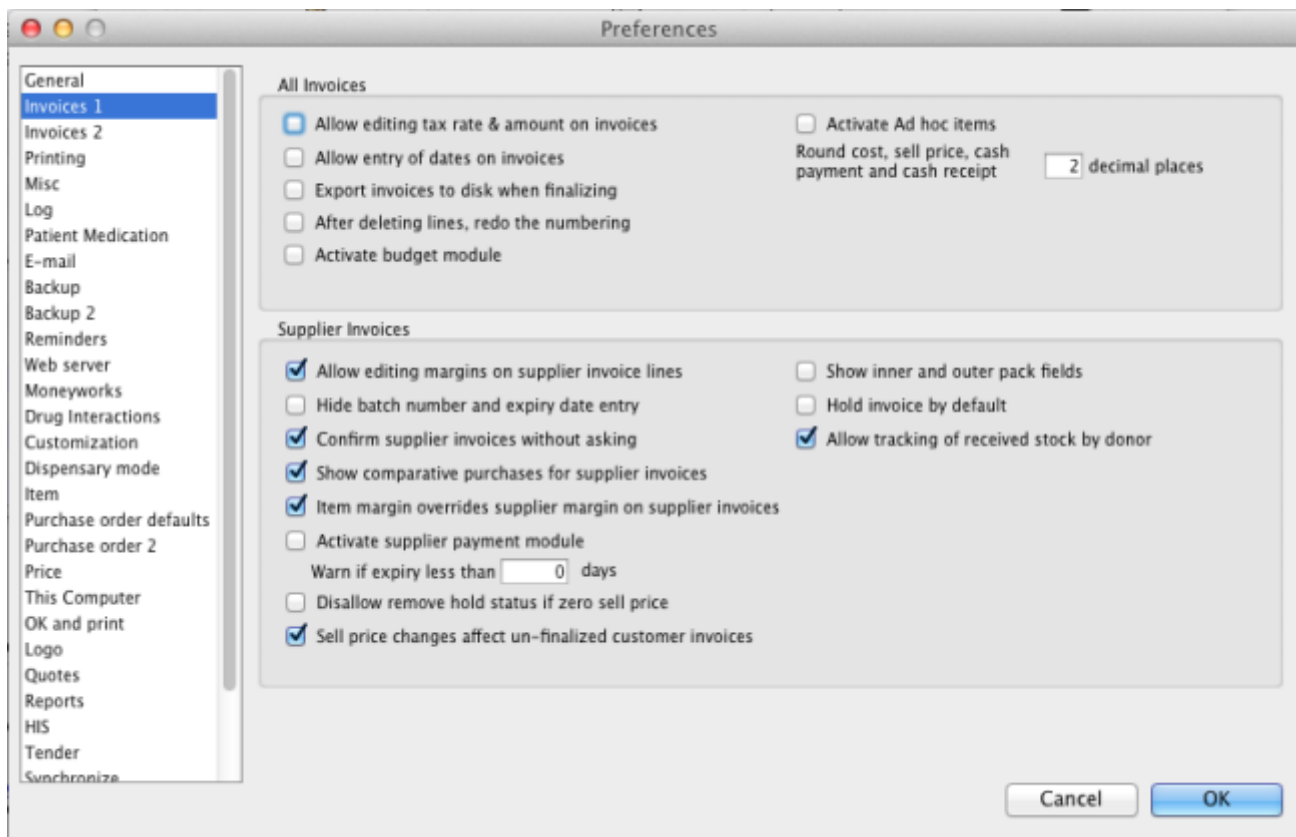 Preferences
General
Invoices 1
Invoices 2
Printing
Misc
Log
Patient Medication
E-mail
Backup
Backup 2
Reminders
Web server
Moneyworks
Drug Interactions
Customization
Dispensary mode
Item
Purchase order defaults
Purchase order 2
Price
This Computer
OK and print
Logo
Quotes
Reports
HIS
Tender
Synchronize
All Invoices
Allow editing tax rate & amount on invoices
Allow entry of dates on invoices
Export invoices to disk when finalizing
After deleting lines, redo the numbering
Activate budget module
Activate Ad hoc items
Round cost, sell price, cash
payment and cash receipt 2 decimal places
Supplier Invoices
Allow editing margins on supplier invoice lines
Hide batch number and expiry date entry
Confirm supplier invoices without asking
Show comparative purchases for supplier invoices
Item margin overrides supplier margin on supplier invoices
Activate supplier payment module
Warn if expiry less than 0 days
Disallow remove hold status if zero sell price
Sell price changes affect un-finalized customer invoices
Show inner and outer pack fields
Hold invoice by default
Allow tracking of received stock by donor
Cancel
OK